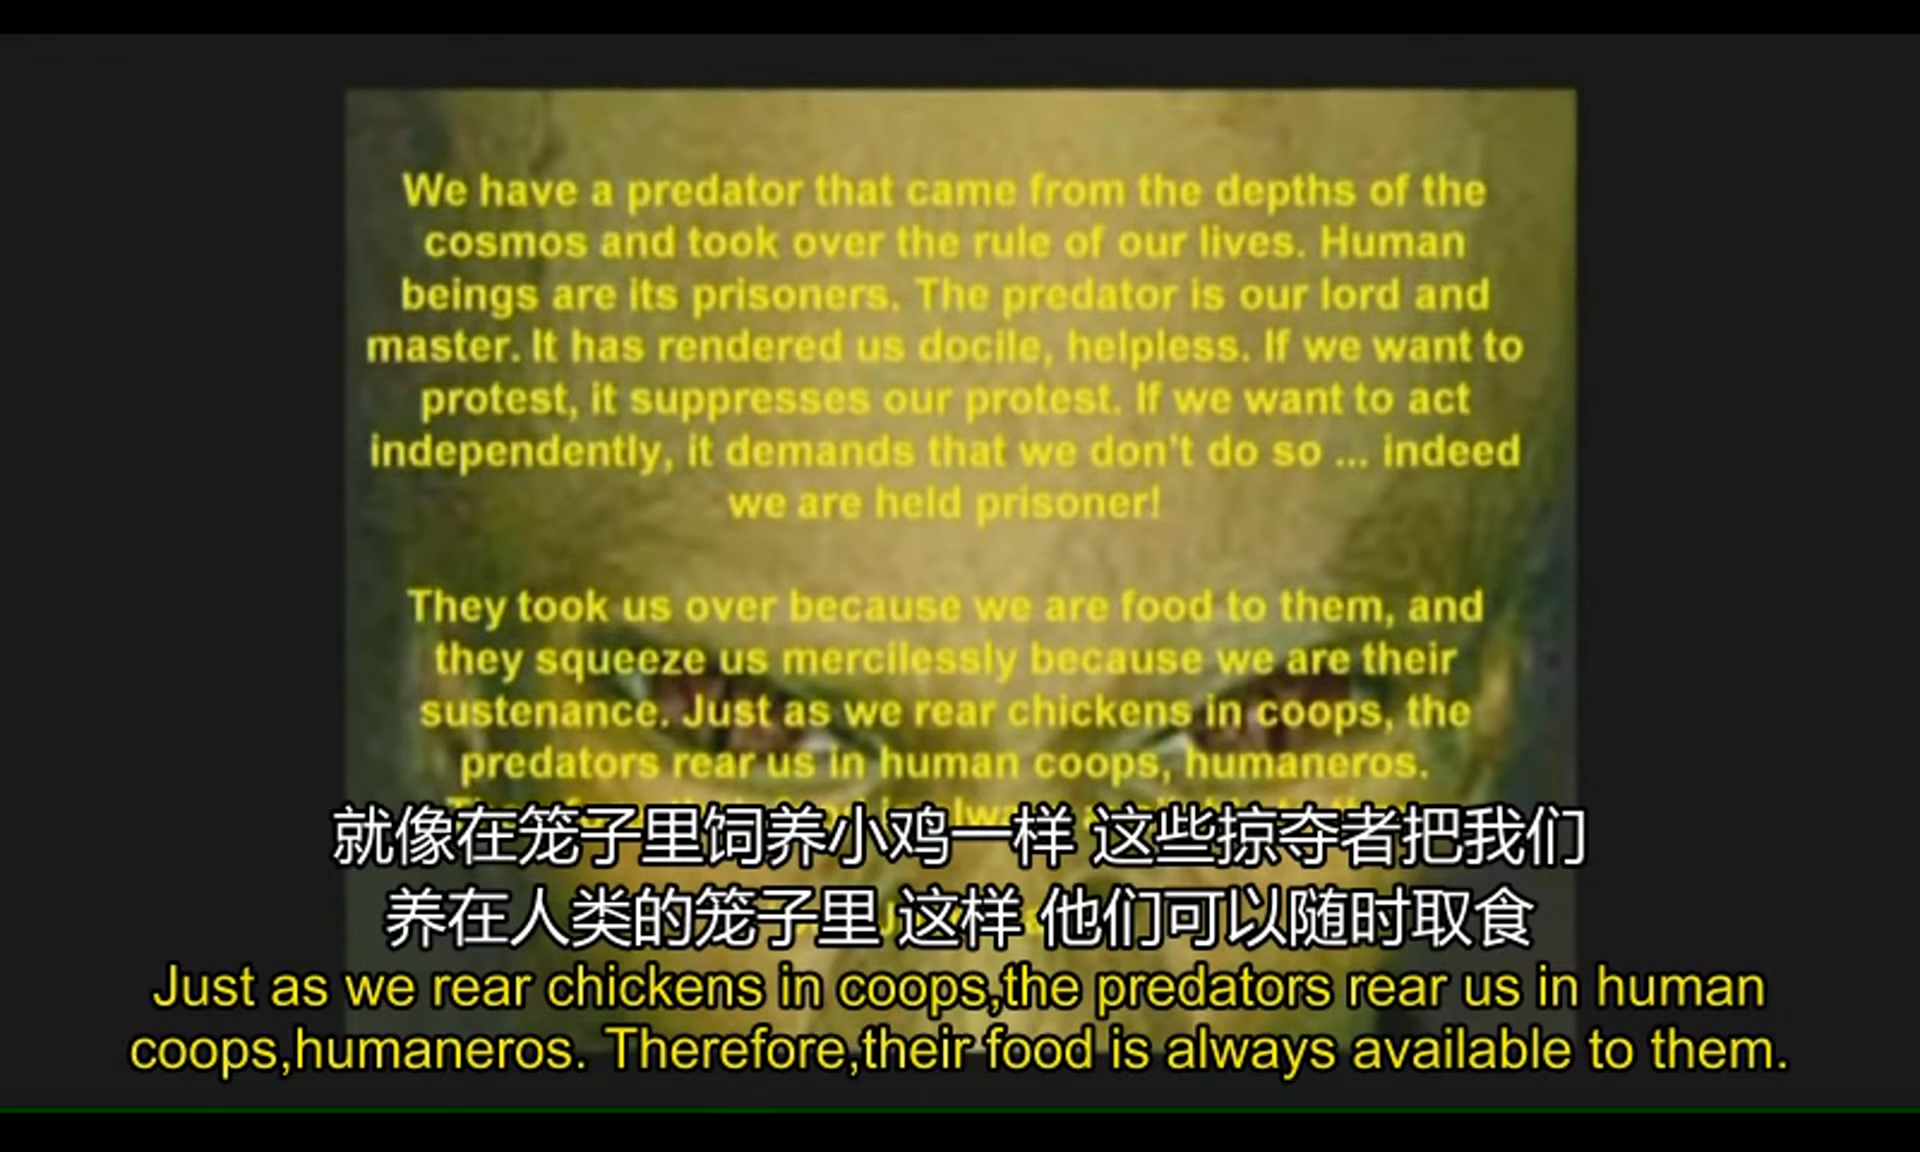 We have a predator that came from the depths of the
cosmos and took over the rule of our lives. Human
beings are its prisoners. The predator is our lord and
master. It has rendered us docile, helpless. If we want to
protest, it suppresses our protest. If we want to act
independently, it demands that we don't do so ... indeed
we are held prisoner!
They took us over because we are food to them, and
they squeeze us mercilessly because we are their
sustenance. Just as we rear chickens in coops, the
predators rear us in human coops, humaneros.
就像在笼子里饲养小鸡一样 这些掠夺者把我们
养在人类的笼子里 这样 他们可以随时取食
Just as we rear chickens in coops,the predators rear us in human
coops,humaneros. Therefore,their food is always available to them.